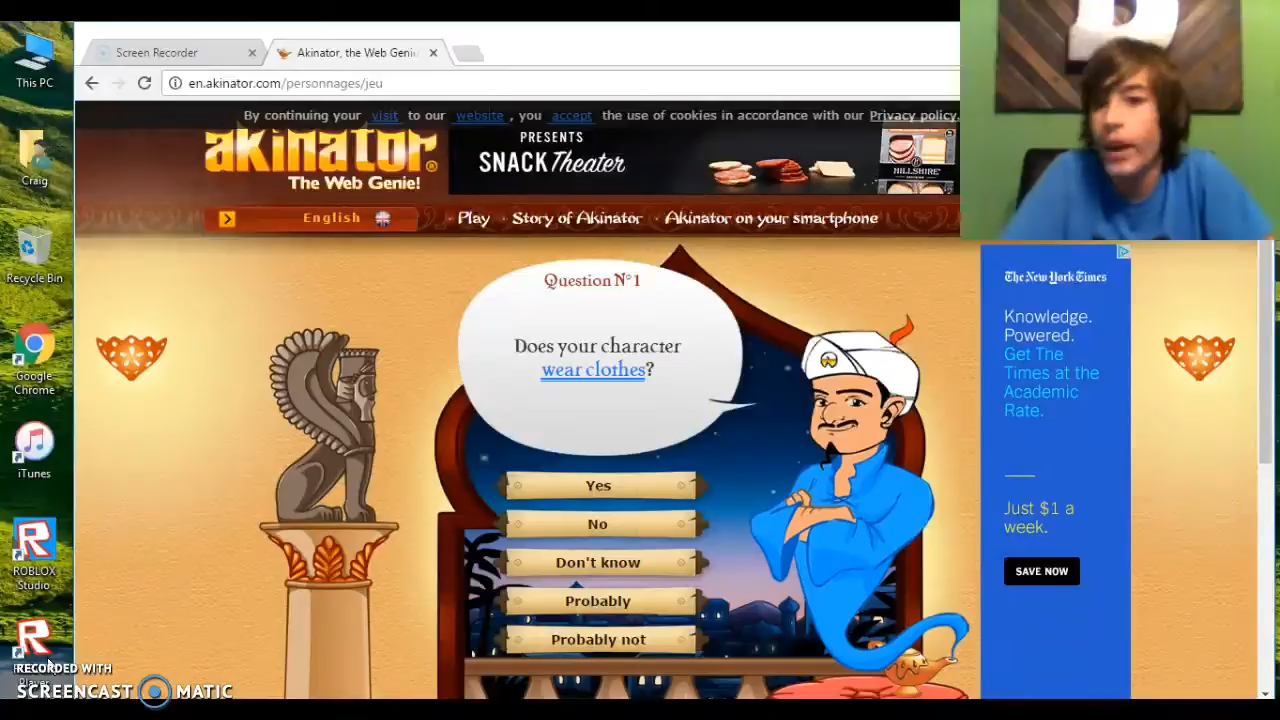 This PC
Craig
Recycle Bin
Google
Chrome
iTunes
ROBLOX
Studio
Screen Recorder
Akinator, the Web Geni
en.akinator.com/personnages/jeu
By continuing your visit to our website , you accept the use of cookies in accordance with our Privacy policy.
akinator®
The Web Genie!
PRESENTS
SNACK Theater
HILLSHIRE
English
Play · Story of Akinator · Akinator on your smartphone
Question N°1
Does your character
wear clothes?
Yes
No
Don't know
Probably
Probably not
The New York Times
Knowledge.
Powered.
Get The
Times at the
Academic
Rate.
Just $1 a
week.
SAVE NOW
RECORDED WITH
SCREENCAST MATIC